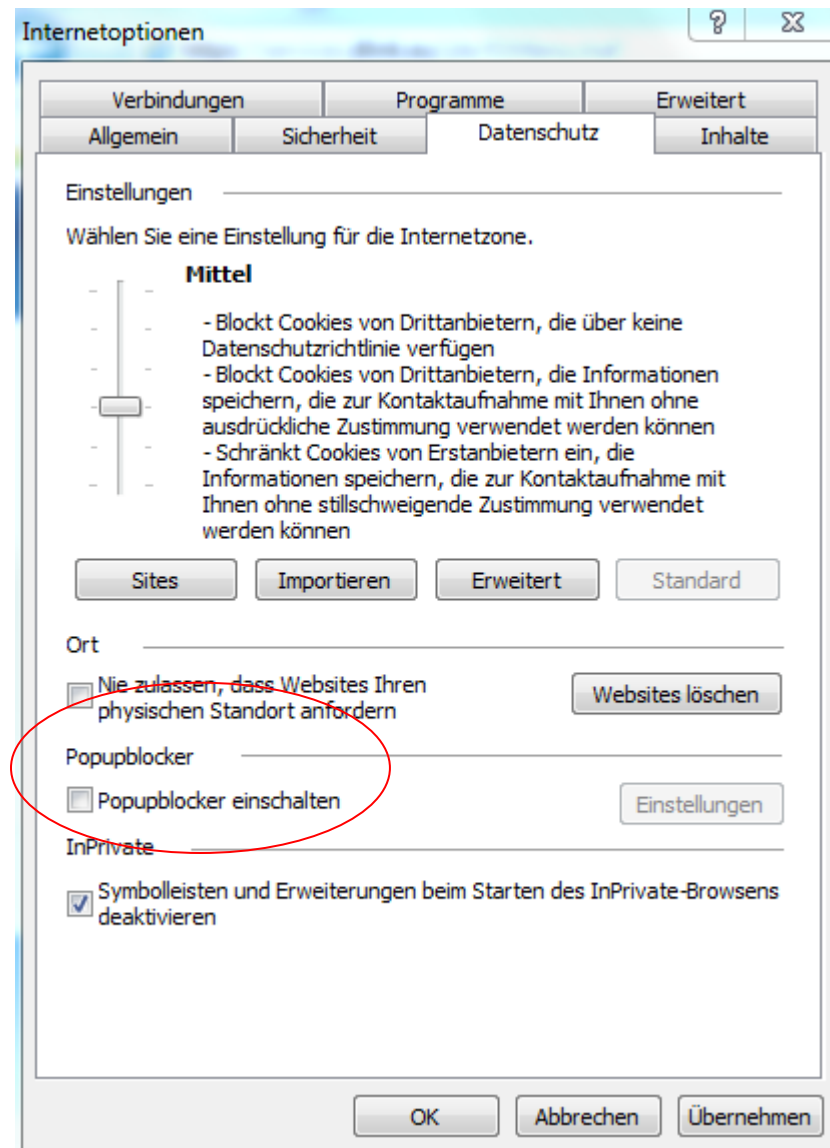 Internetoptionen
Verbindungen Programme Erweitert
Allgemein Sicherheit Datenschutz Inhalte
Einstellungen
Wählen Sie eine Einstellung für die Internetzone.
Mittel
- Blockt Cookies von Drittanbietern, die über keine
Datenschutzrichtlinie verfügen
- Blockt Cookies von Drittanbietern, die Informationen
speichern, die zur Kontaktaufnahme mit Ihnen ohne
ausdrückliche Zustimmung verwendet werden können
- Schränkt Cookies von Erstanbietern ein, die
Informationen speichern, die zur Kontaktaufnahme mit
Ihnen ohne stillschweigende Zustimmung verwendet
werden können
Sites Importieren Erweitert Standard
Ort
Nie zulassen, dass Websites Ihren
physischen Standort anfordern
Websites löschen
Popupblocker
Popupblocker einschalten
Einstellungen
InPrivate
Symbolleisten und Erweiterungen beim Starten des InPrivate-Browsens
deaktivieren
OK Abbrechen Übernehmen